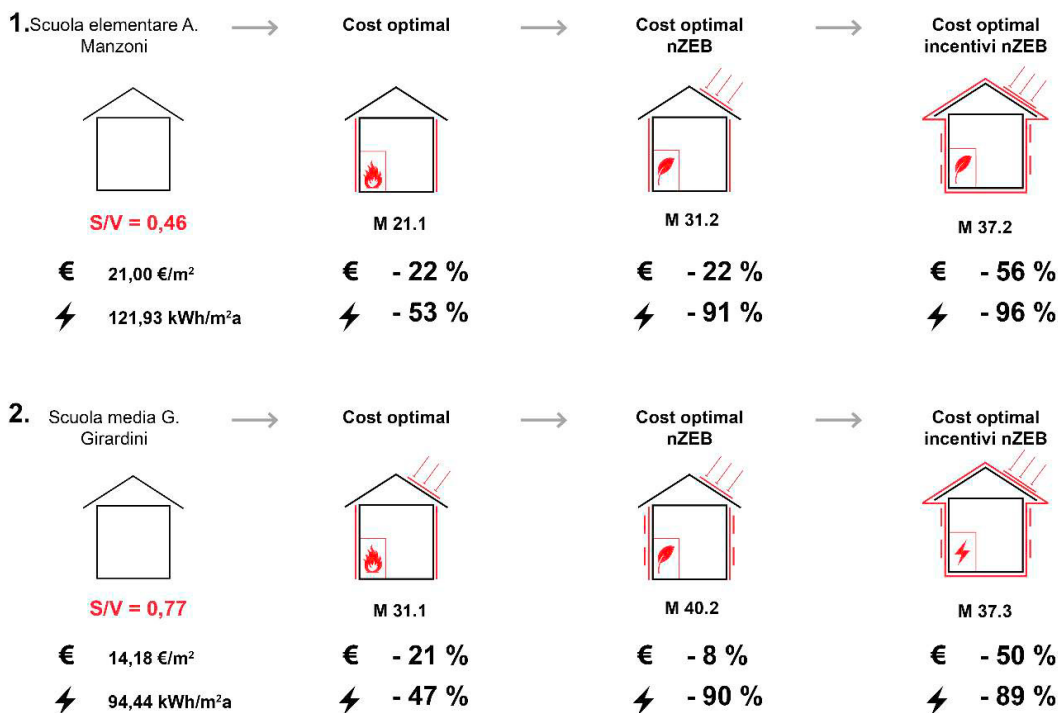 1. Scuola elementare A.
Manzoni
Cost optimal
Cost optimal
nZEB
Cost optimal
incentivi nZEB
S/V = 0,46
M 21.1
M 31.2
M 37.2
€ 21,00 €/m²
€ - 22 %
€ - 22 %
€ - 56 %
121,93 kWh/m²a
- 53 %
- 91 %
- 96 %
2. Scuola media G.
Girardini
Cost optimal
Cost optimal
nZEB
Cost optimal
incentivi nZEB
S/V = 0,77
M 31.1
M 40.2
M 37.3
€ 14,18 €/m²
€ - 21 %
€ - 8 %
€ - 50 %
94,44 kWh/m²a
- 47 %
- 90 %
- 89 %